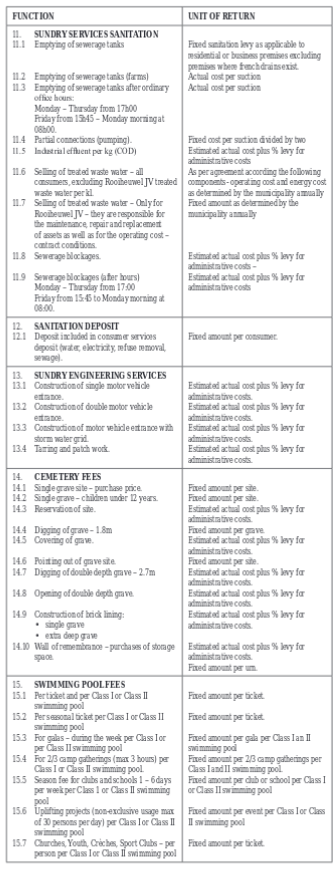 FUNCTION
UNIT OF RETURN
11. SUNDRY SERVICES SANITATION
11.1 Emptying of sewerage tanks
Fixed sanitation levy as applicable to
residential or business premises excluding
premises where french drains exist.
11.2 Emptying of sewerage tanks (farms)
Actual cost per suction
11.3 Emptying of sewerage tanks after ordinary
office hours:
Monday – Thursday from 17h00
Friday from 15h45 – Monday morning at
08h00.
Actual cost per suction
11.4 Partial connections (pumping).
Fixed cost per suction divided by two
11.5 Industrial effluent per kg (COD)
Estimated actual cost plus % levy for
administrative costs
11.6 Selling of treated waste water – all
consumers, excluding Rooiheuwel JV treated
waste water per kl.
As per agreement according the following
components–operating cost and energy cost
as determined by the municipality annually
11.7 Selling of treated waste water – Only for
Rooiheuwel JV – they are responsible for
the maintenance, repair and replacement
of assets as well as for the operating cost –
contract conditions.
Fixed amount as determined by the
municipality annually
11.8 Sewerage blockages.
Estimated actual cost plus % levy for
administrative costs –
11.9 Sewerage blockages (after hours)
Monday – Thursday from 17:00
Friday from 15:45 to Monday morning at
08:00.
Estimated actual cost plus % levy for
administrative costs
12. SANITATION DEPOSIT
12.1 Deposit included in consumer services
deposit (water, electricity, refuse removal,
sewage).
Fixed amount per consumer.
13. SUNDRY ENGINEERING SERVICES
13.1 Construction of single motor vehicle
entrance.
Estimated actual cost plus % levy for
administrative costs.
13.2 Construction of double motor vehicle
entrance.
Estimated actual cost plus % levy for
administrative costs.
13.3 Construction of motor vehicle entrance with
storm water grid.
Estimated actual cost plus % levy for
administrative costs.
13.4 Tarring and patch work.
Estimated actual cost plus % levy for
administrative costs.
14. CEMETERY FEES
14.1 Single grave site – purchase price.
Fixed amount per site.
14.2 Single grave – children under 12 years.
Fixed amount per site.
14.3 Reservation of site.
Estimated actual cost plus % levy for
administrative costs.
14.4 Digging of grave – 1.8m
Fixed amount per grave.
14.5 Covering of grave.
Estimated actual cost plus % levy for
administrative costs.
14.6 Pointing out of grave site.
Fixed amount per site.
14.7 Digging of double depth grave – 2.7m
Estimated actual cost plus % levy for
administrative costs.
14.8 Opening of double depth grave.
Estimated actual cost plus % levy for
administrative costs.
14.9 Construction of brick lining:
• single grave
• extra deep grave
Estimated actual cost plus % levy for
administrative costs.
14.10 Wall of remembrance – purchases of storage
space.
Estimated actual cost plus % levy for
administrative costs.
Fixed amount per urn.
15. SWIMMING POOL FEES
15.1 Per ticket and per Class I or Class II
swimming pool
Fixed amount per ticket.
15.2 Per seasonal ticket per Class I or Class II
swimming pool
Fixed amount per ticket.
15.3 For galas – during the week per Class I or
per Class II swimming pool
Fixed amount per gala per Class I an II
swimming pool
15.4 For 2/3 camp gatherings (max 3 hours) per
Class I or Class II swimming pool.
Fixed amount per 2/3 camp gatherings per
Class I and II swimming pool.
15.5 Season fee for clubs and schools 1 – 6 days
per week per Class I or Class II swimming
pool
Fixed amount per club or school per Class I
or Class II swimming pool
15.6 Uplifting projects (non-exclusive usage max
of 30 persons per day) per Class I or Class II
swimming pool
Fixed amount per event per Class I or Class
II swimming pool
15.7 Churches, Youth, Crèches, Sport Clubs – per
person per Class I or Class II swimming pool
Fixed amount per ticket.